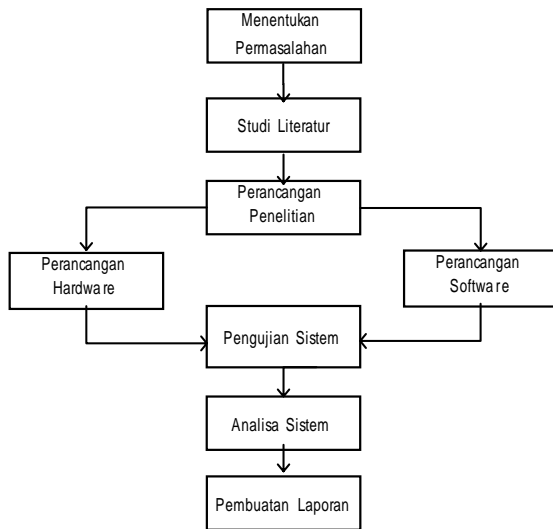 Menentukan
Permasalahan
Studi Literatur
Perancangan
Penelitian
Perancangan
Hardware
Perancangan
Software
Pengujian Sistem
Analisa Sistem
Pembuatan Laporan